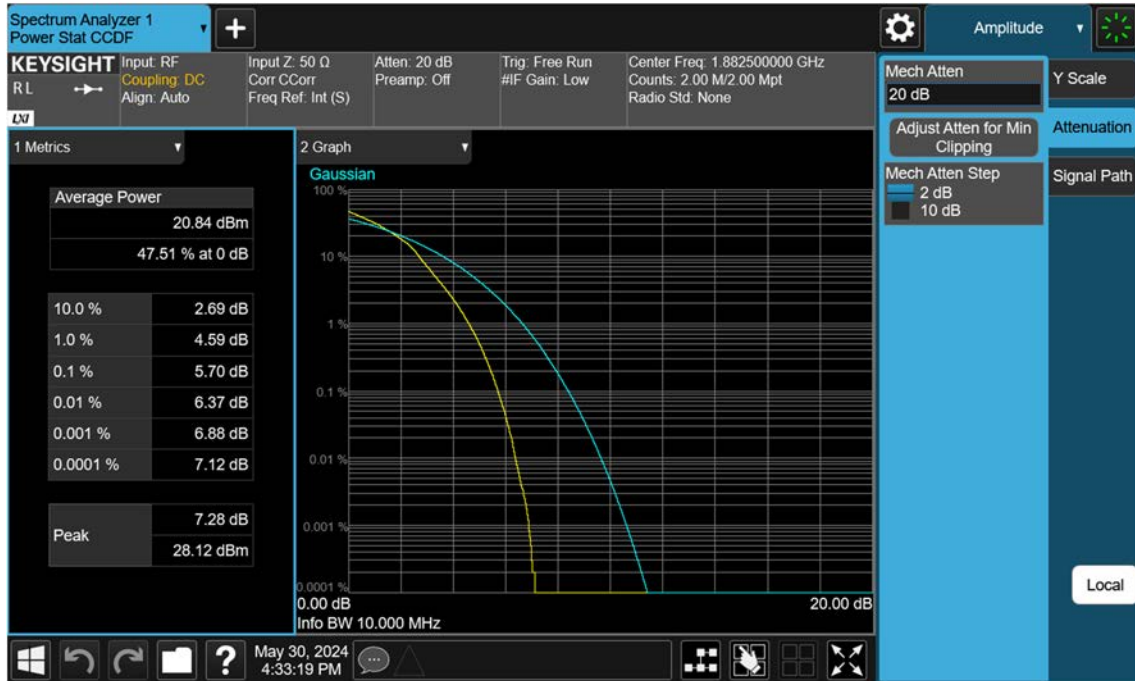 Spectrum Analyzer 1
Power Stat CCDF
+
Amplitude
KEYSIGHT
R L
LXI
Input: RF
Coupling: DC
Align: Auto
Input Z: 50 Ω
Corr CCorr
Freq Ref: Int (S)
Atten: 20 dB
Preamp: Off
Trig: Free Run
#IF Gain: Low
Center Freq: 1.882500000 GHz
Counts: 2.00 M/2.00 Mpt
Radio Std: None
1 Metrics
Average Power
20.84 dBm
47.51 % at 0 dB
10.0 % 2.69 dB
1.0 % 4.59 dB
0.1 % 5.70 dB
0.01 % 6.37 dB
0.001 % 6.88 dB
0.0001 % 7.12 dB
Peak
7.28 dB
28.12 dBm
2 Graph
Gaussian
100 %
10 %
1 %
0.1 %
0.01 %
0.001 %
0.0001 %
0.00 dB 20.00 dB
Info BW 10.000 MHz
Mech Atten
20 dB
Adjust Atten for Min
Clipping
Mech Atten Step
2 dB
10 dB
Y Scale
Attenuation
Signal Path
Local
?
May 30, 2024
4:33:19 PM